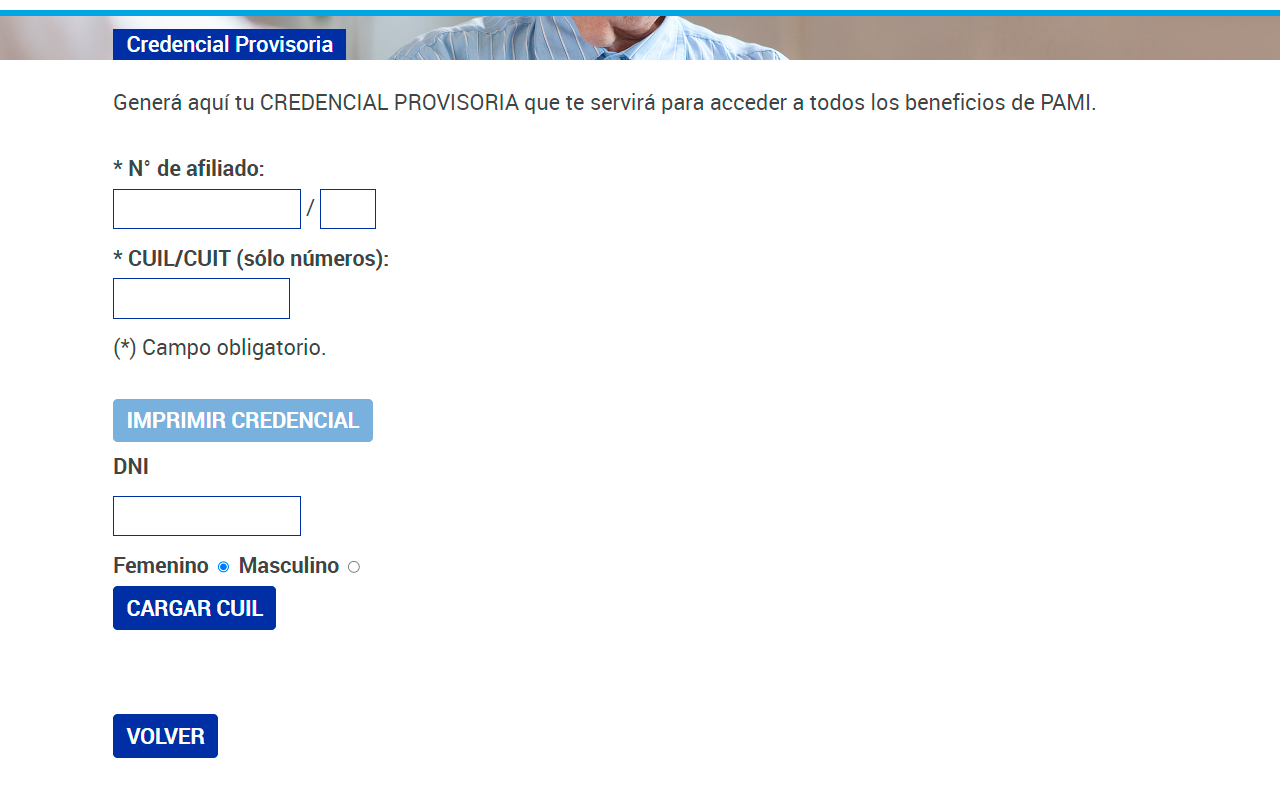 Credencial Provisoria
Generá aquí tu CREDENCIAL PROVISORIA que te servirá para acceder a todos los beneficios de PAMI.
* N° de afiliado:
/
* CUIL/CUIT (sólo números):
(*) Campo obligatorio.
IMPRIMIR CREDENCIAL
DNI
Femenino Masculino
CARGAR CUIL
VOLVER